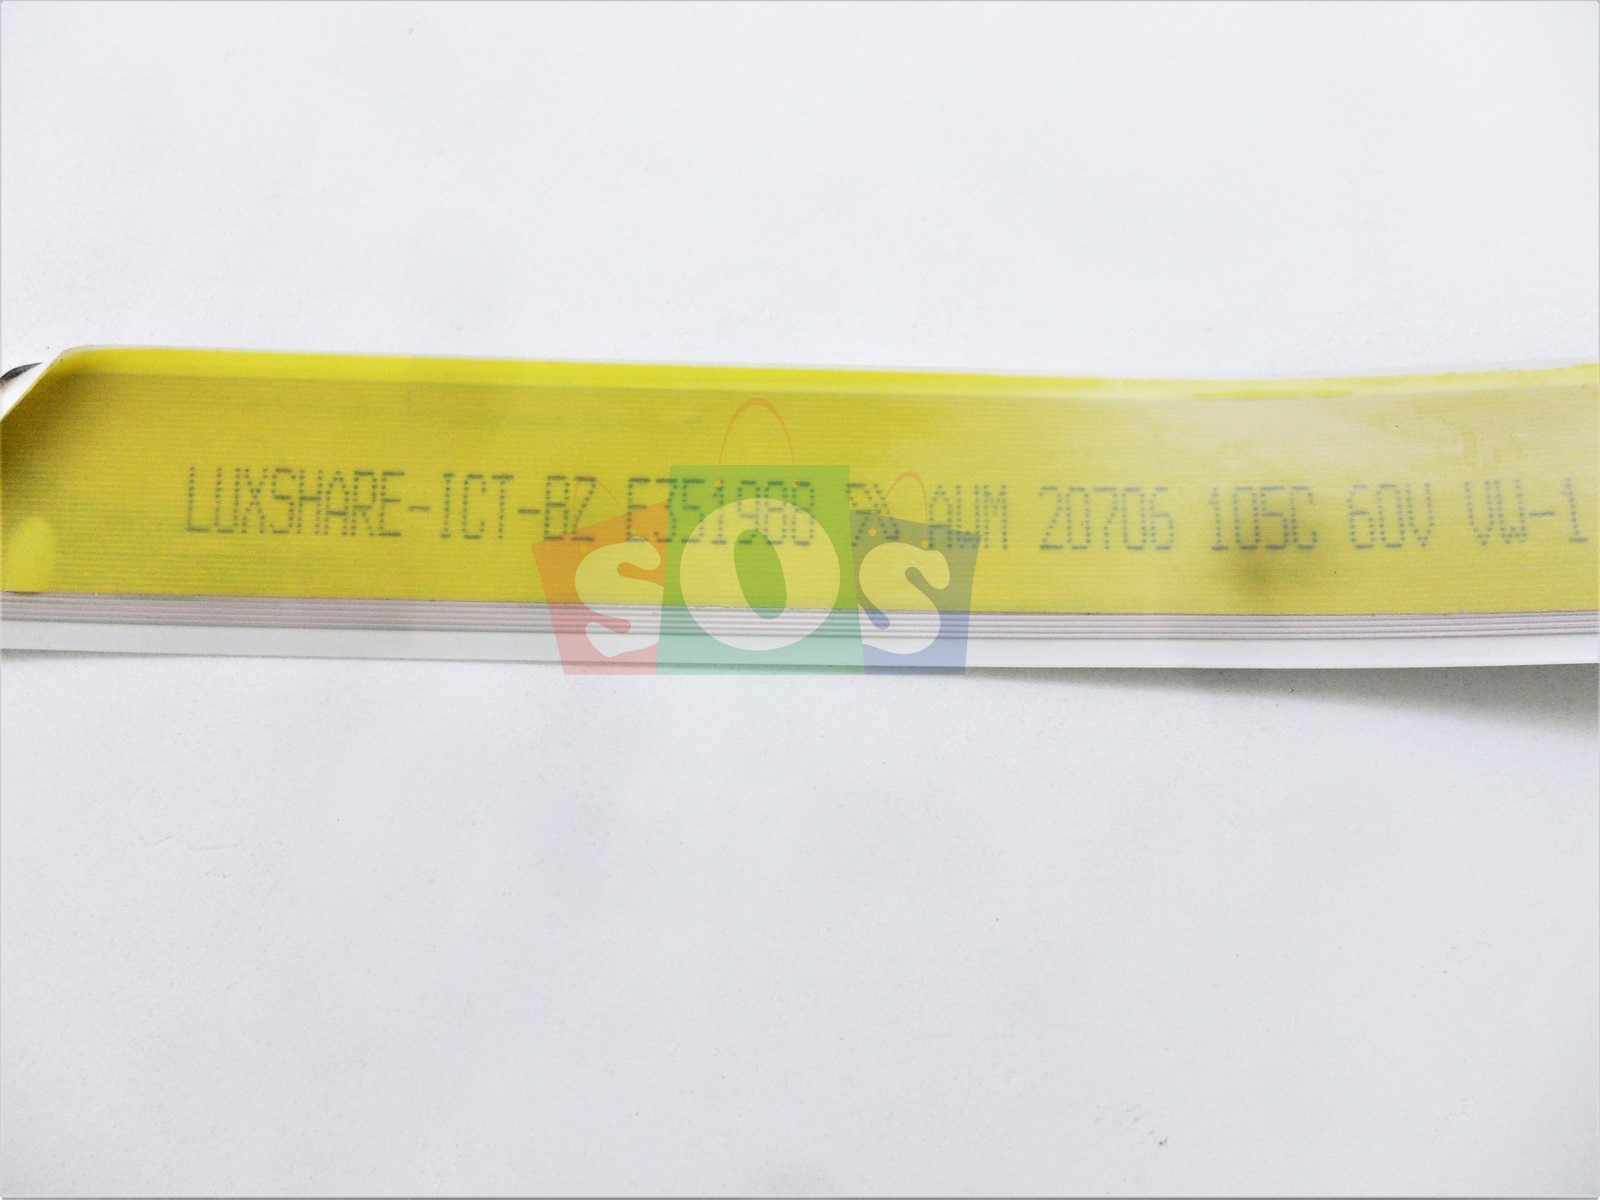 LUXSHARE-ICT-BZ E351988 AWM 20706 105C 60V VW-1
SOS